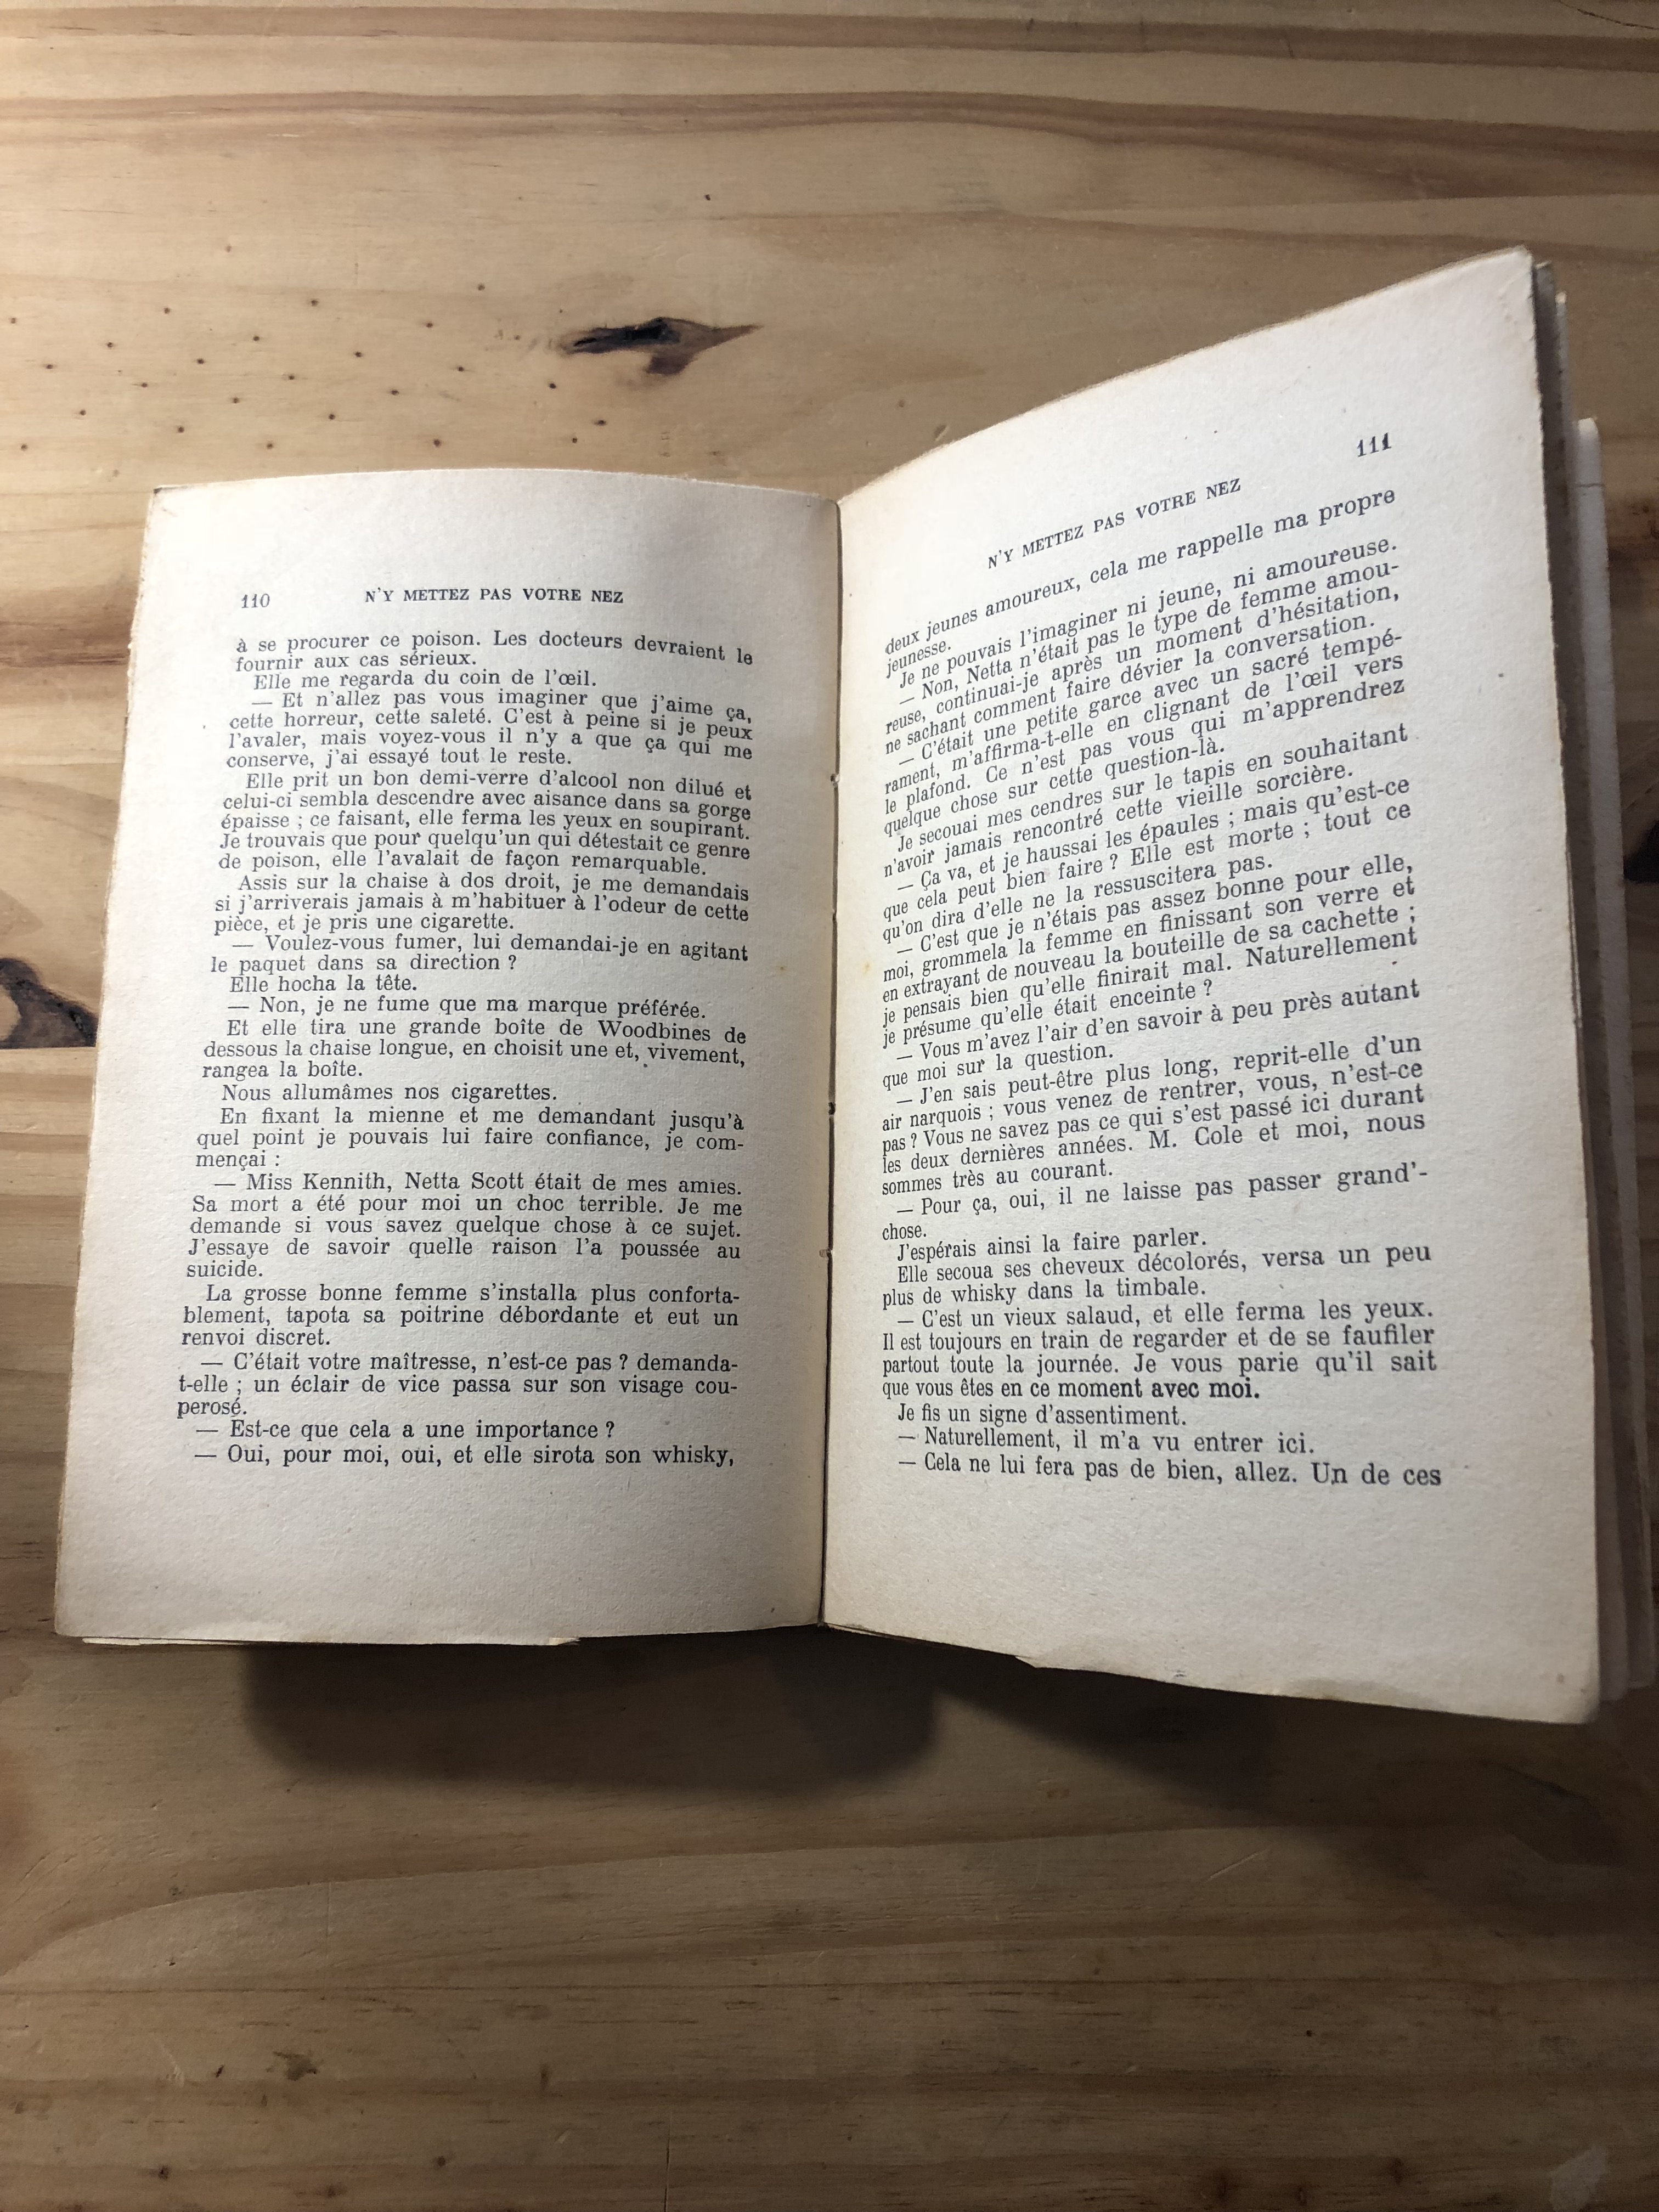 110 N'Y METTEZ PAS VOTRE NEZ
à se procurer ce poison. Les docteurs devraient le
fournir aux cas sérieux.
Elle me regarda du coin de l'œil.
— Et n'allez pas vous imaginer que j'aime ça,
cette horreur, cette saleté. C'est à peine si je peux
l'avaler, mais voyez-vous il n'y a que ça qui me
conserve, j'ai essayé tout le reste.
Elle prit un bon demi-verre d'alcool non dilué et
celui-ci sembla descendre avec aisance dans sa gorge
épaisse ; ce faisant, elle ferma les yeux en soupirant.
Je trouvais que pour quelqu'un qui détestait ce genre
de poison, elle l'avalait de façon remarquable.
Assis sur la chaise à dos droit, je me demandais
si j'arriverais jamais à m'habituer à l'odeur de cette
pièce, et je pris une cigarette.
— Voulez-vous fumer, lui demandai-je en agitant
le paquet dans sa direction ?
Elle hocha la tête.
— Non, je ne fume que ma marque préférée.
Et elle tira une grande boîte de Woodbines de
dessous la chaise longue, en choisit une et, vivement,
rangea la boîte.
Nous allumâmes nos cigarettes.
En fixant la mienne et me demandant jusqu'à
quel point je pouvais lui faire confiance, je com-
mençai :
— Miss Kennith, Netta Scott était de mes amies.
Sa mort a été pour moi un choc terrible. Je me
demande si vous savez quelque chose à ce sujet.
J'essaye de savoir quelle raison l'a poussée au
suicide.
La grosse bonne femme s'installa plus conforta-
blement, tapota sa poitrine débordante et eut un
renvoi discret.
— C'était votre maîtresse, n'est-ce pas ? demanda-
t-elle ; un éclair de vice passa sur son visage cou-
perosé.
— Est-ce que cela a une importance ?
— Oui, pour moi, oui, et elle sirota son whisky,
N'Y METTEZ PAS VOTRE NEZ 111
deux jeunes amoureux, cela me rappelle ma propre
jeunesse.
Je ne pouvais l'imaginer ni jeune, ni amoureuse.
— Non, Netta n'était pas le type de femme amou-
reuse, continuai-je après un moment d'hésitation,
ne sachant comment faire dévier la conversation.
— C'était une petite garce avec un sacré tempé-
rament, m'affirma-t-elle en clignant de l'œil vers
le plafond. Ce n'est pas vous qui m'apprendrez
quelque chose sur cette question-là.
Je secouai mes cendres sur le tapis en souhaitant
n'avoir jamais rencontré cette vieille sorcière.
— Ça va, et je haussai les épaules ; mais qu'est-ce
que cela peut bien faire ? Elle est morte ; tout ce
qu'on dira d'elle ne la ressuscitera pas.
— C'est que je n'étais pas assez bonne pour elle,
moi, grommela la femme en finissant son verre et
en extrayant de nouveau la bouteille de sa cachette ;
je pensais bien qu'elle finirait mal. Naturellement
je présume qu'elle était enceinte ?
— Vous m'avez l'air d'en savoir à peu près autant
que moi sur la question.
— J'en sais peut-être plus long, reprit-elle d'un
air narquois ; vous venez de rentrer, vous, n'est-ce
pas ? Vous ne savez pas ce qui s'est passé ici durant
les deux dernières années. M. Cole et moi, nous
sommes très au courant.
— Pour ça, oui, il ne laisse pas passer grand'-
chose.
J'espérais ainsi la faire parler.
Elle secoua ses cheveux décolorés, versa un peu
plus de whisky dans la timbale.
— C'est un vieux salaud, et elle ferma les yeux.
Il est toujours en train de regarder et de se faufiler
partout toute la journée. Je vous parie qu'il sait
que vous êtes en ce moment avec moi.
Je fis un signe d'assentiment.
— Naturellement, il m'a vu entrer ici.
— Cela ne lui fera pas de bien, allez. Un de ces